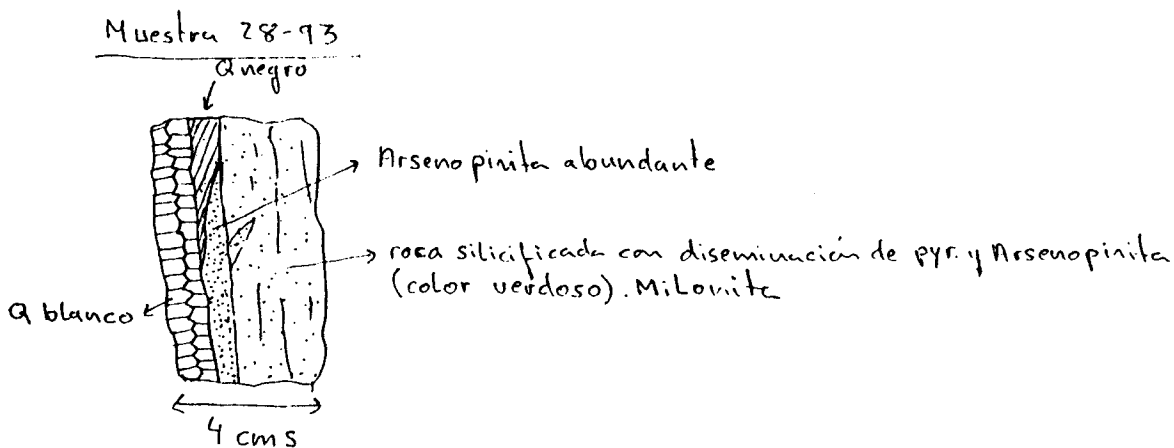 Muestra 28-93
Q negro
Arsenopirita abundante
roca silicificada con diseminación de pyr. y Arsenopirita
(color verdoso). Milonita
Q blanco
4 cms